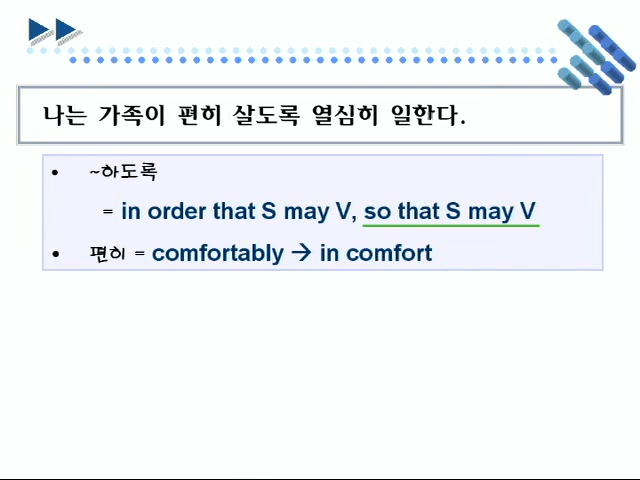 나는 가족이 편히 살도록 열심히 일한다.
• ~하도록
= in order that S may V, so that S may V
• 편히 = comfortably → in comfort